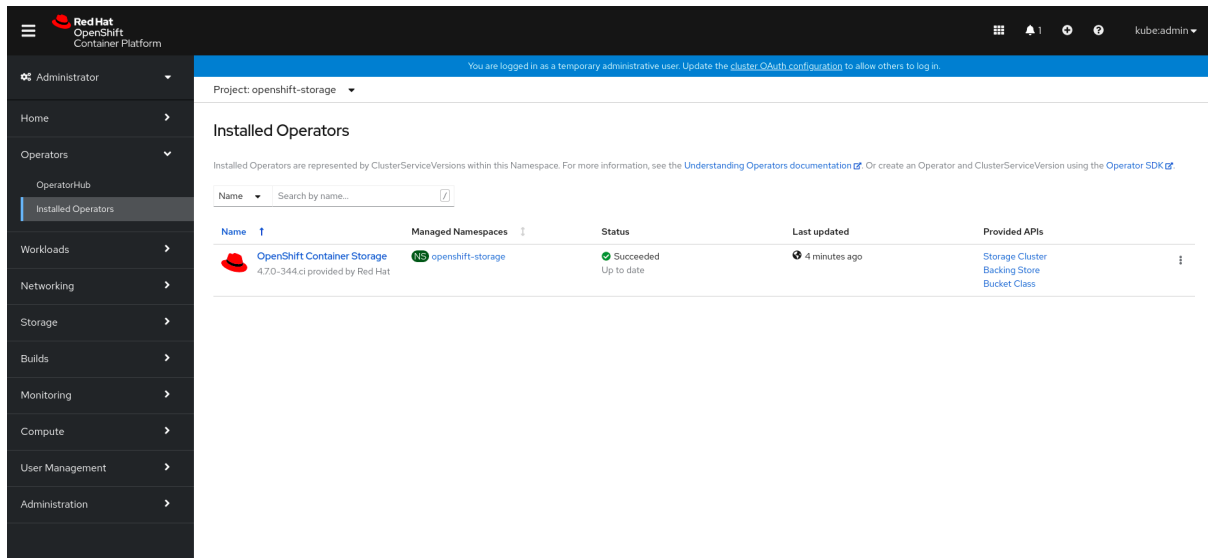 Red Hat
OpenShift
Container Platform
1
kube:admin
Administrator
You are logged in as a temporary administrative user. Update the cluster OAuth configuration to allow others to log in.
Project: openshift-storage
Home
Operators
OperatorHub
Installed Operators
Workloads
Networking
Storage
Builds
Monitoring
Compute
User Management
Administration
Installed Operators
Installed Operators are represented by ClusterServiceVersions within this Namespace. For more information, see the Understanding Operators documentation. Or create an Operator and ClusterServiceVersion using the Operator SDK.
Name Search by name... /
Name Managed Namespaces Status Last updated Provided APIs
OpenShift Container Storage NS openshift-storage Succeeded 4 minutes ago Storage Cluster
4.7.0-344.ci provided by Red Hat Up to date Backing Store
Bucket Class